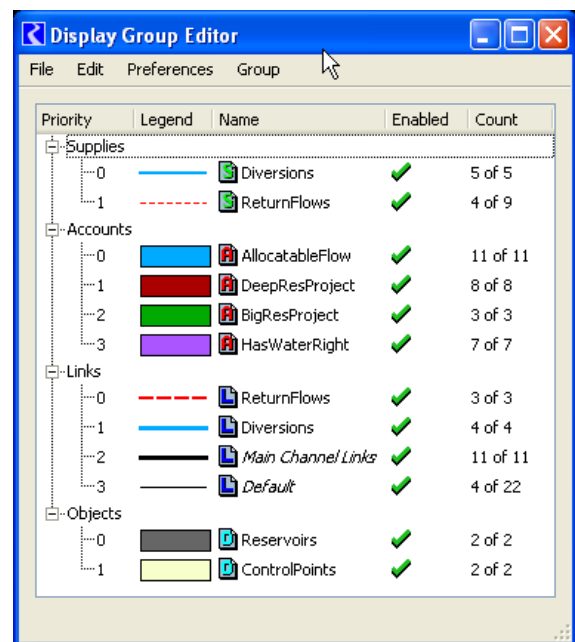 Display Group Editor
File Edit Preferences Group
Priority Legend Name Enabled Count
Supplies
0 S Diversions 5 of 5
1 S ReturnFlows 4 of 9
Accounts
0 A AllocatableFlow 11 of 11
1 A DeepResProject 8 of 8
2 A BigResProject 3 of 3
3 A HasWaterRight 7 of 7
Links
0 L ReturnFlows 3 of 3
1 L Diversions 4 of 4
2 L Main Channel Links 11 of 11
3 L Default 4 of 22
Objects
0 D Reservoirs 2 of 2
1 D ControlPoints 2 of 2